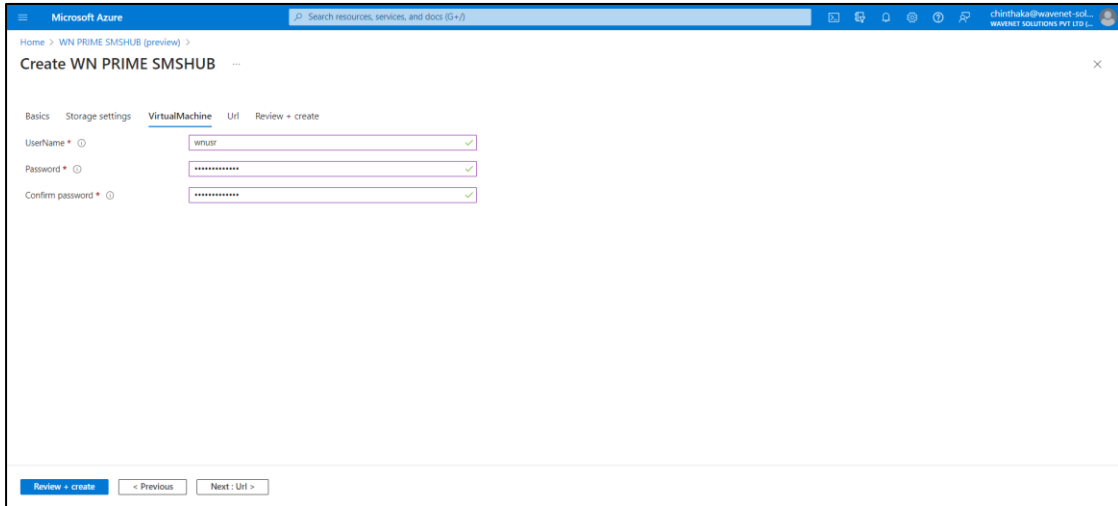 Microsoft Azure
Search resources, services, and docs (G+/)
chinthaka@wavenet-sol...
WAVENET SOLUTIONS PVT LTD (...
Home > WN PRIME SMSHUB (preview) >
Create WN PRIME SMSHUB ...
Basics Storage settings VirtualMachine Url Review + create
UserName * wnusr
Password * •••••••••••••
Confirm password * •••••••••••••
Review + create < Previous Next : Url >